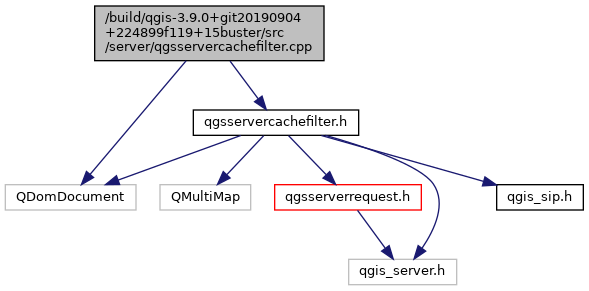 /build/qgis-3.9.0+git20190904
+224899f119+15buster/src
/server/qgsservercachefilter.cpp
qgsservercachefilter.h
QDomDocument
QMultiMap
qgsserverrequest.h
qgis_sip.h
qgis_server.h